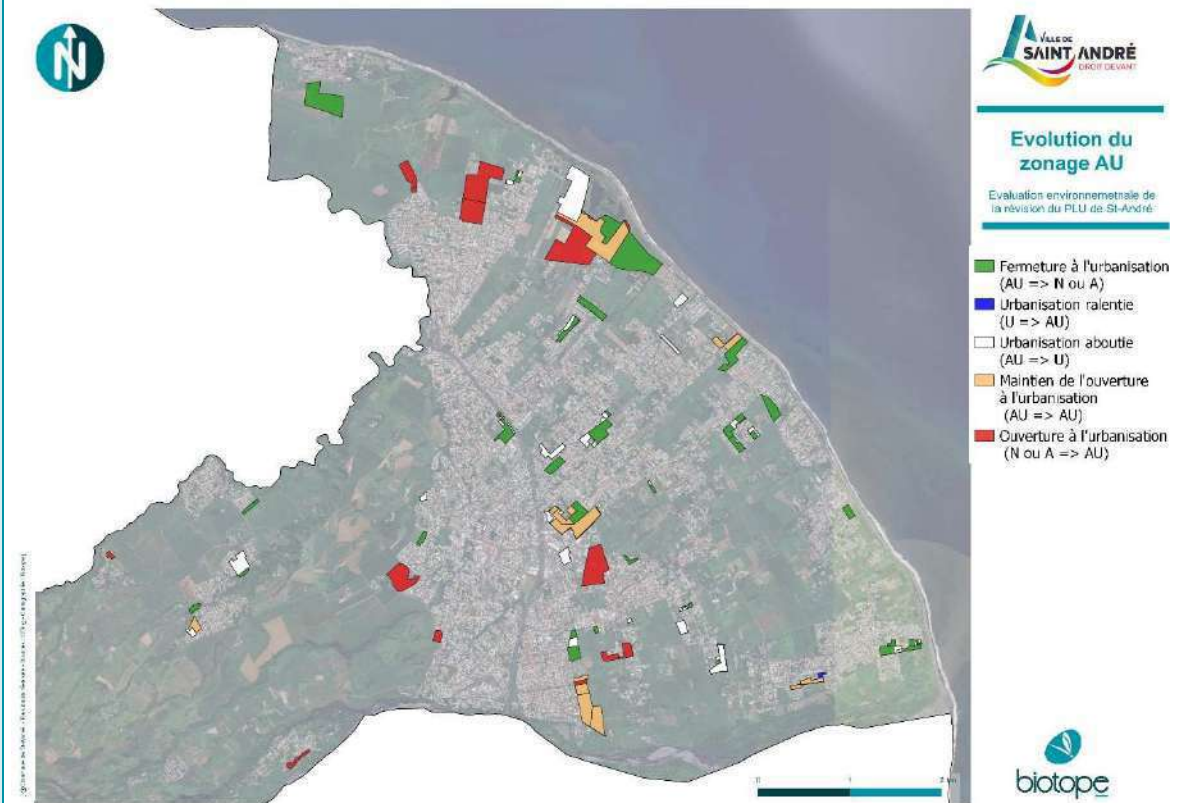 N
VILLE DE
SAINT ANDRÉ
DROIT DEVANT
Evolution du
zonage AU
Evaluation environnemetnale de
la révision du PLU de St-André
Fermeture à l'urbanisation
(AU => N ou A)
Urbanisation ralentie
(U => AU)
Urbanisation aboutie
(AU => U)
Maintien de l'ouverture
à l'urbanisation
(AU => AU)
Ouverture à l'urbanisation
(N ou A => AU)
0 1 2
biotope